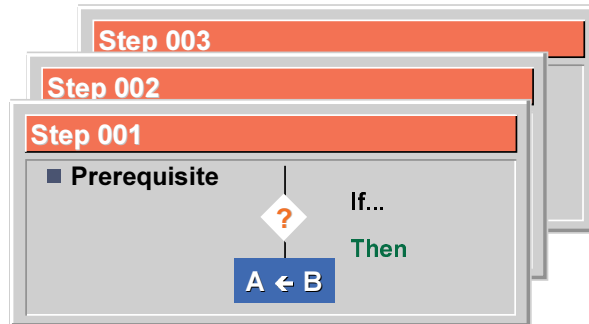 Step 003
Step 002
Step 001
Prerequisite
If...
?
Then
A ← B